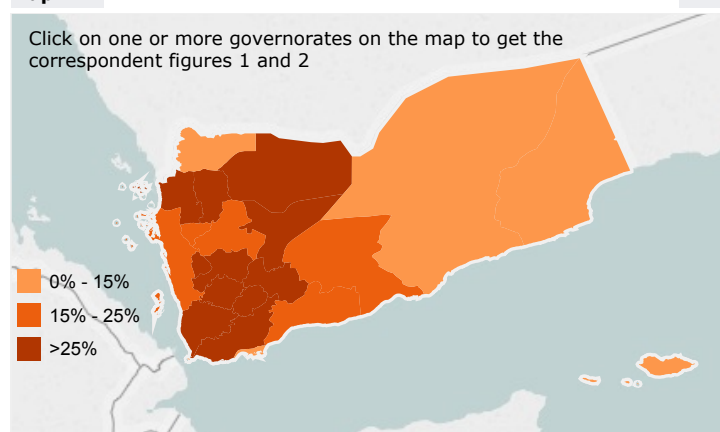 Click on one or more governorates on the map to get the
correspondent figures 1 and 2
0% - 15%
15% - 25%
>25%